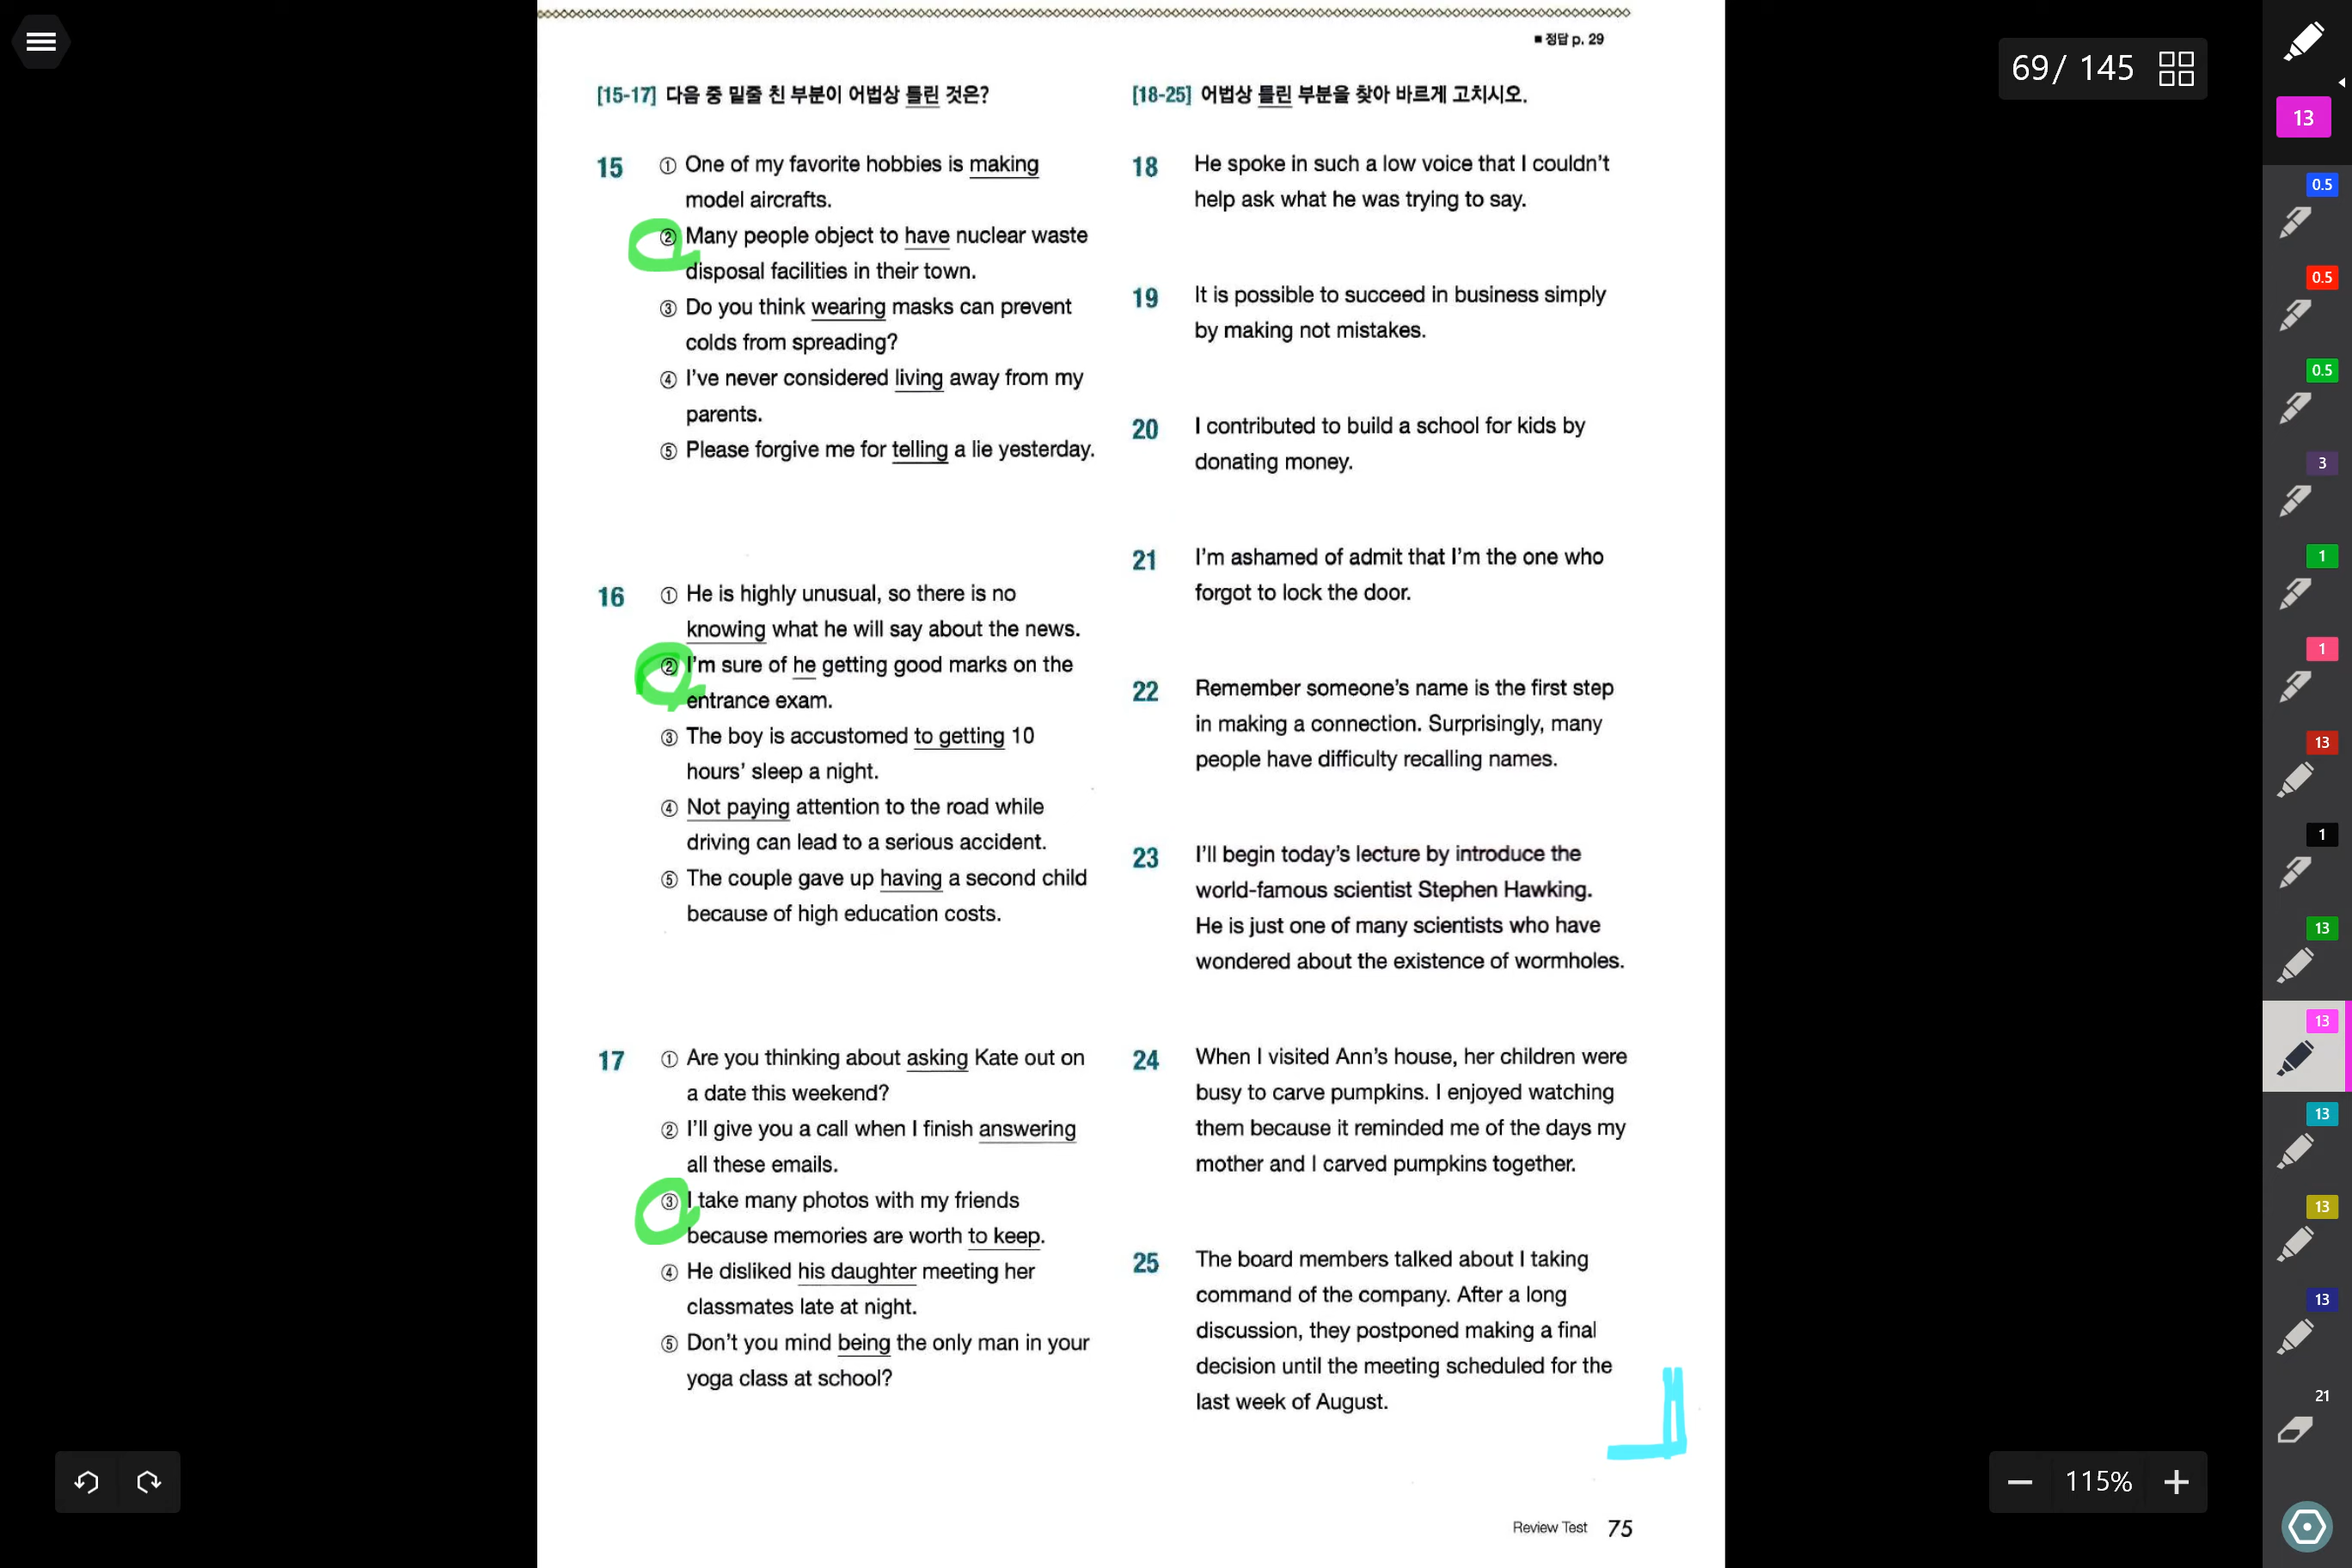 ■ 정답 p. 29
69/ 145
[15-17] 다음 중 밑줄 친 부분이 어법상 틀린 것은?
15 ① One of my favorite hobbies is making
model aircrafts.
② Many people object to have nuclear waste
disposal facilities in their town.
③ Do you think wearing masks can prevent
colds from spreading?
④ I've never considered living away from my
parents.
⑤ Please forgive me for telling a lie yesterday.
16 ① He is highly unusual, so there is no
knowing what he will say about the news.
② I'm sure of he getting good marks on the
entrance exam.
③ The boy is accustomed to getting 10
hours' sleep a night.
④ Not paying attention to the road while
driving can lead to a serious accident.
⑤ The couple gave up having a second child
because of high education costs.
17 ① Are you thinking about asking Kate out on
a date this weekend?
② I'll give you a call when I finish answering
all these emails.
③ I take many photos with my friends
because memories are worth to keep.
④ He disliked his daughter meeting her
classmates late at night.
⑤ Don't you mind being the only man in your
yoga class at school?
[18-25] 어법상 틀린 부분을 찾아 바르게 고치시오.
18 He spoke in such a low voice that I couldn't
help ask what he was trying to say.
19 It is possible to succeed in business simply
by making not mistakes.
20 I contributed to build a school for kids by
donating money.
21 I'm ashamed of admit that I'm the one who
forgot to lock the door.
22 Remember someone's name is the first step
in making a connection. Surprisingly, many
people have difficulty recalling names.
23 I'll begin today's lecture by introduce the
world-famous scientist Stephen Hawking.
He is just one of many scientists who have
wondered about the existence of wormholes.
24 When I visited Ann's house, her children were
busy to carve pumpkins. I enjoyed watching
them because it reminded me of the days my
mother and I carved pumpkins together.
25 The board members talked about I taking
command of the company. After a long
discussion, they postponed making a final
decision until the meeting scheduled for the
last week of August.
Review Test 75
115%
13
0.5
0.5
0.5
3
1
1
13
1
13
13
13
13
13
21